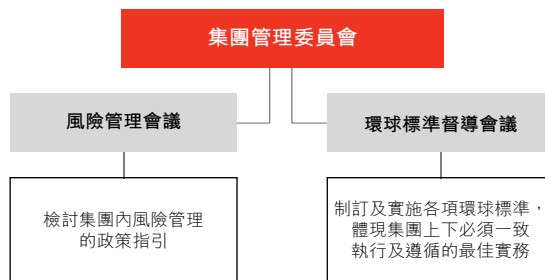 集團管理委員會
風險管理會議
環球標準督導會議
檢討集團內風險管理
的政策指引
制訂及實施各項環球標準，
體現集團上下必須一致
執行及遵循的最佳實務